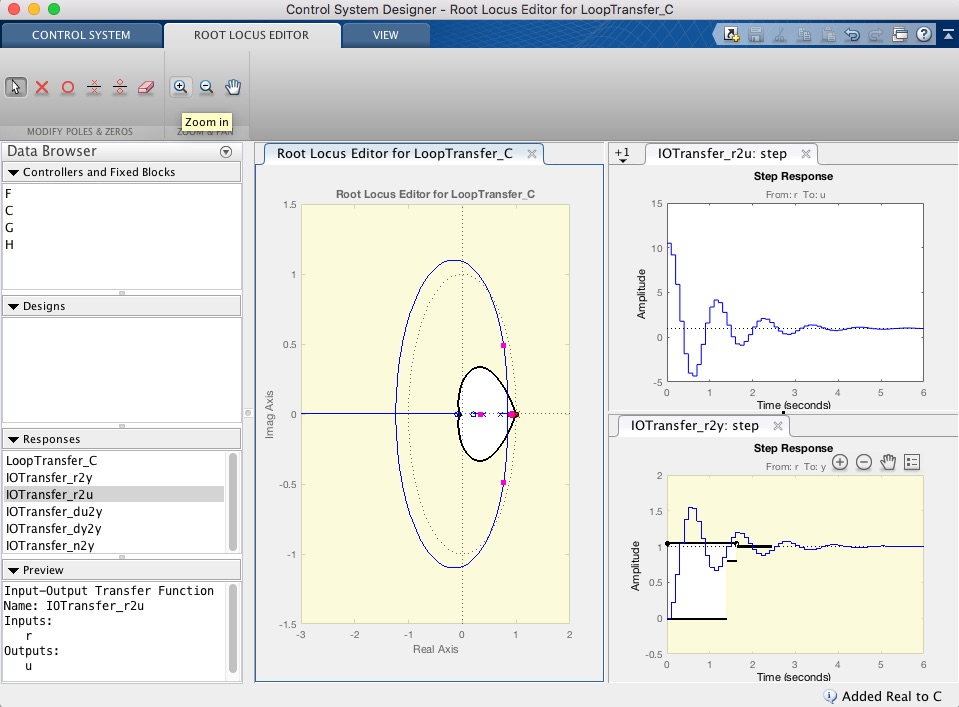 Control System Designer - Root Locus Editor for LoopTransfer_C
CONTROL SYSTEM
ROOT LOCUS EDITOR
VIEW
Zoom in
MODIFY POLES & ZEROS
ZOOM & PAN
Data Browser
Controllers and Fixed Blocks
F
C
G
H
Designs
Responses
LoopTransfer_C
IOTransfer_r2y
IOTransfer_r2u
IOTransfer_du2y
IOTransfer_dy2y
IOTransfer_n2y
Preview
Input-Output Transfer Function
Name: IOTransfer_r2u
Inputs:
r
Outputs:
u
Root Locus Editor for LoopTransfer_C
Root Locus Editor for LoopTransfer_C
1.5
1
0.5
0
-0.5
-1
-1.5
-3
-2
-1
0
1
2
Imag Axis
Real Axis
+1
IOTransfer_r2u: step
Step Response
From: r To: u
15
10
5
0
-5
0
1
2
3
4
5
6
Amplitude
Time (seconds)
IOTransfer_r2y: step
Step Response
From: r To: y
2
1.5
1
0.5
0
-0.5
0
1
2
3
4
5
6
Amplitude
Time (seconds)
Added Real to C